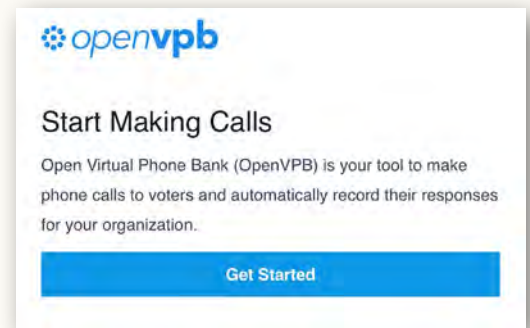 openvpb
Start Making Calls
Open Virtual Phone Bank (OpenVPB) is your tool to make
phone calls to voters and automatically record their responses
for your organization.
Get Started